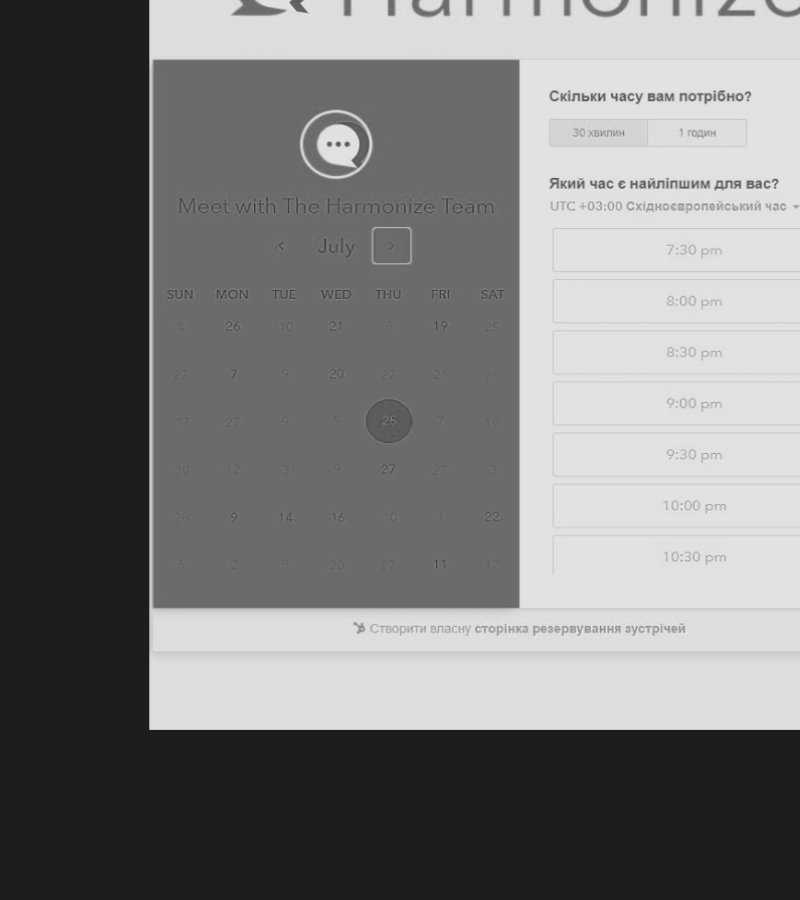 Harmonize
Meet with The Harmonize Team
July
SUN MON TUE WED THU FRI SAT
4 26 10 21 8 19 25
27 7 9 20 27 21 28
17 27 9 5 25 7 18
30 12 3 9 27 27 3
28 9 14 16 10 1 22
6 2 8 20 27 11 12
Скільки часу вам потрібно?
30 хвилин 1 годин
Який час є найліпшим для вас?
UTC +03:00 Східноєвропейський час
7:30 pm
8:00 pm
8:30 pm
9:00 pm
9:30 pm
10:00 pm
10:30 pm
Створити власну сторінка резервування зустрічей